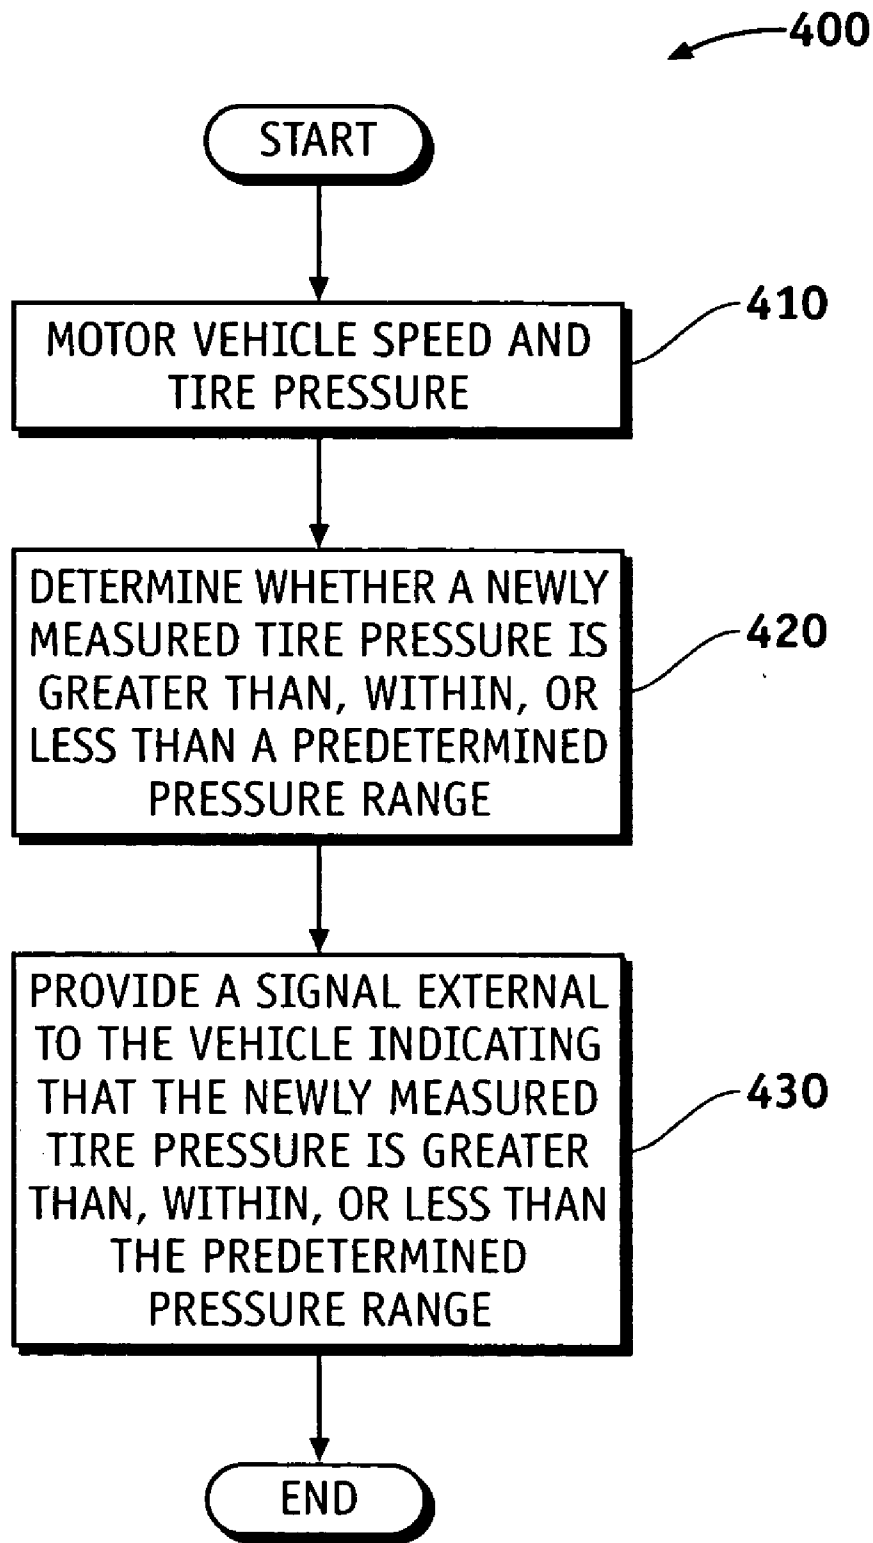 400
START
MOTOR VEHICLE SPEED AND
TIRE PRESSURE
410
DETERMINE WHETHER A NEWLY
MEASURED TIRE PRESSURE IS
GREATER THAN, WITHIN, OR
LESS THAN A PREDETERMINED
PRESSURE RANGE
420
PROVIDE A SIGNAL EXTERNAL
TO THE VEHICLE INDICATING
THAT THE NEWLY MEASURED
TIRE PRESSURE IS GREATER
THAN, WITHIN, OR LESS THAN
THE PREDETERMINED
PRESSURE RANGE
430
END